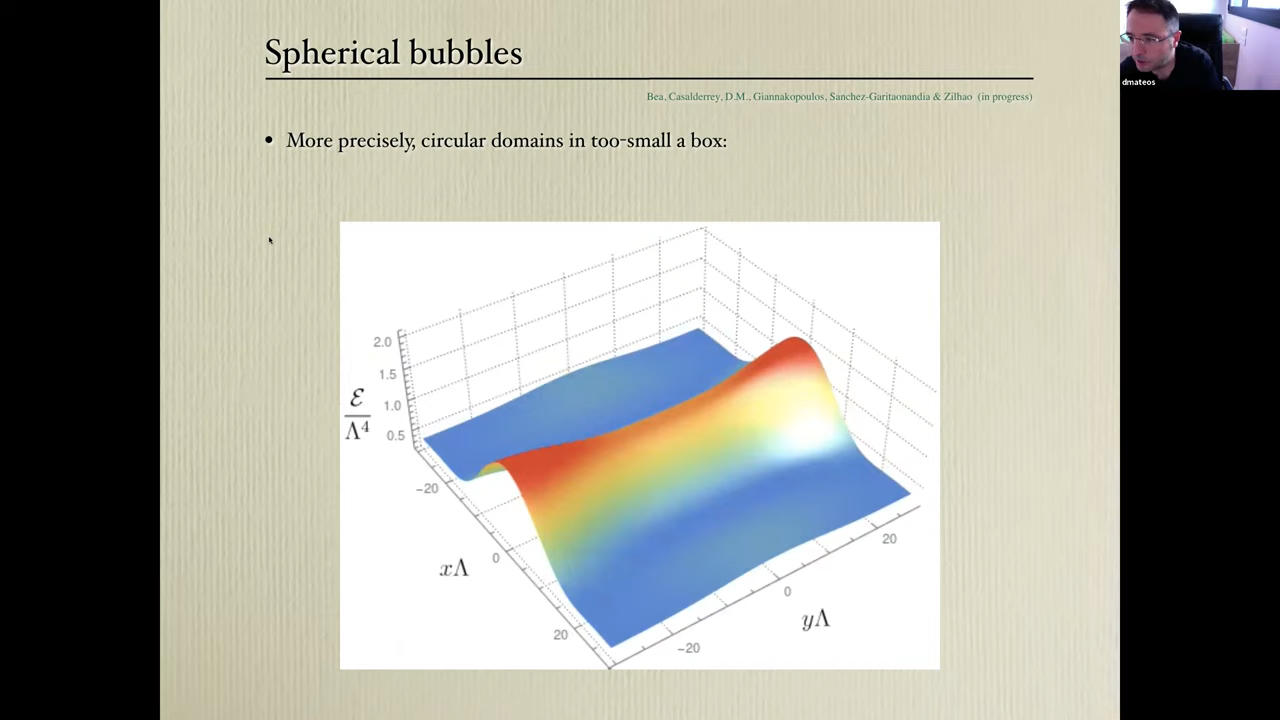 Spherical bubbles
dmateos
Bea, Casalderrey, D.M., Giannakopoulos, Sanchez-Garitaonandia & Zilhao (in progress)
• More precisely, circular domains in too-small a box:
2.0
1.5
1.0
0.5
ℰ
Λ⁴
−20
0
20
xΛ
−20
0
20
yΛ